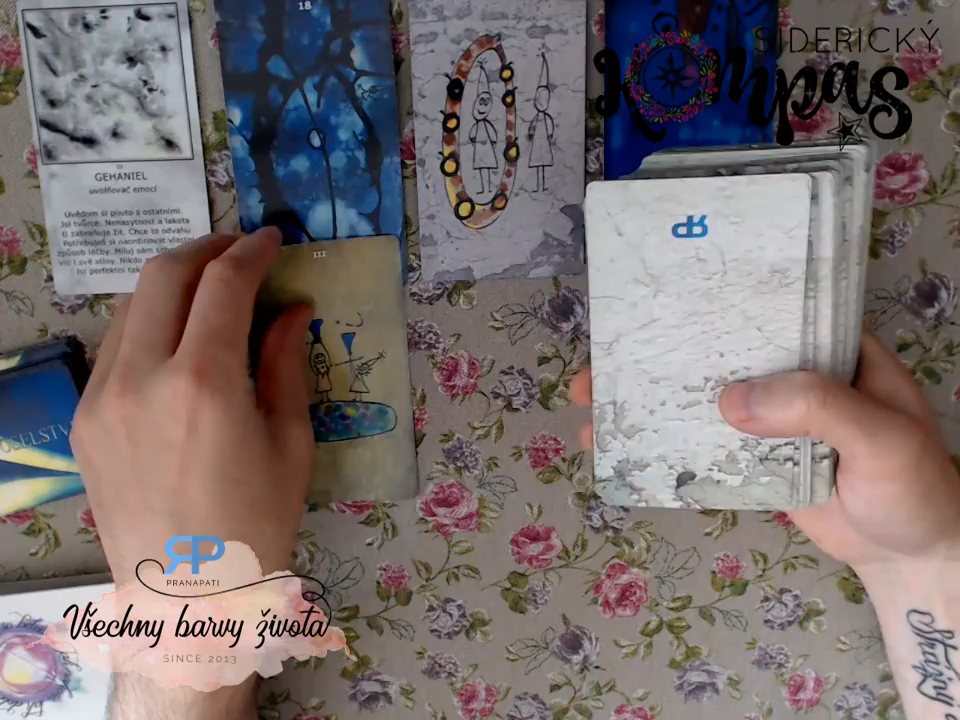 18
SIDERICKÝ
Kompas
GEHANIEL
uvolňovač emocí
Uvědom si pouta s ostatními.
Jsi tvůrce. Nenasytnost a lakota
ti zabraňuje žít. Chce to odvahu.
Potřebuješ si naordinovat vlastní
způsob léčby. Miluj sám sebe
víc i své stíny. Nikdo
Jsi perfektní tak
III
RP
PRANAPATI
Všechny barvy života
SINCE 2013